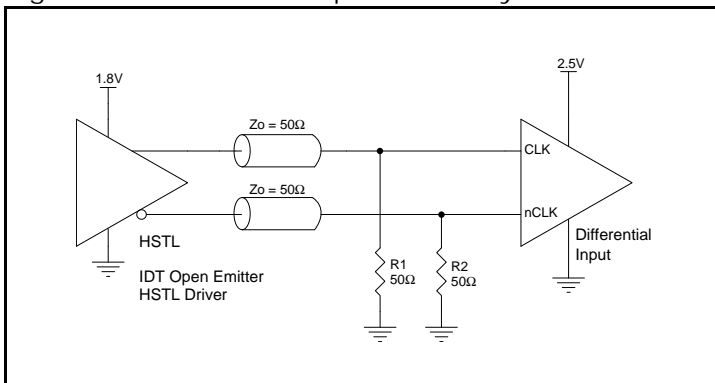 1.8V
2.5V
Zo = 50Ω
CLK
Zo = 50Ω
nCLK
HSTL
IDT Open Emitter
HSTL Driver
R1
50Ω
R2
50Ω
Differential
Input